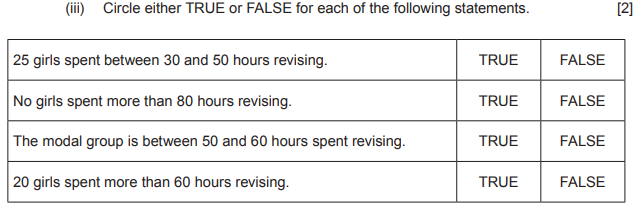 (iii) Circle either TRUE or FALSE for each of the following statements. [2]
25 girls spent between 30 and 50 hours revising. TRUE FALSE
No girls spent more than 80 hours revising. TRUE FALSE
The modal group is between 50 and 60 hours spent revising. TRUE FALSE
20 girls spent more than 60 hours revising. TRUE FALSE